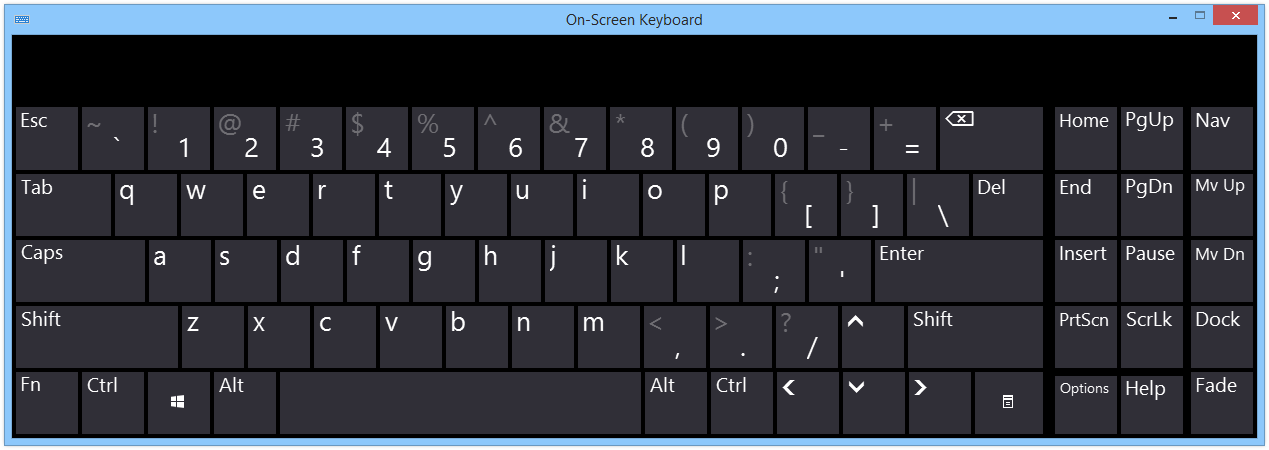 On-Screen Keyboard
Esc ~ ` ! 1 @ 2 # 3 $ 4 % 5 ^ 6 & 7 * 8 ( 9 ) 0 _ - + = Home PgUp Nav
Tab q w e r t y u i o p { [ } ] | \ Del End PgDn Mv Up
Caps a s d f g h j k l : ; " ' Enter Insert Pause Mv Dn
Shift z x c v b n m < , > . ? / Shift PrtScn ScrLk Dock
Fn Ctrl Alt Alt Ctrl Options Help Fade